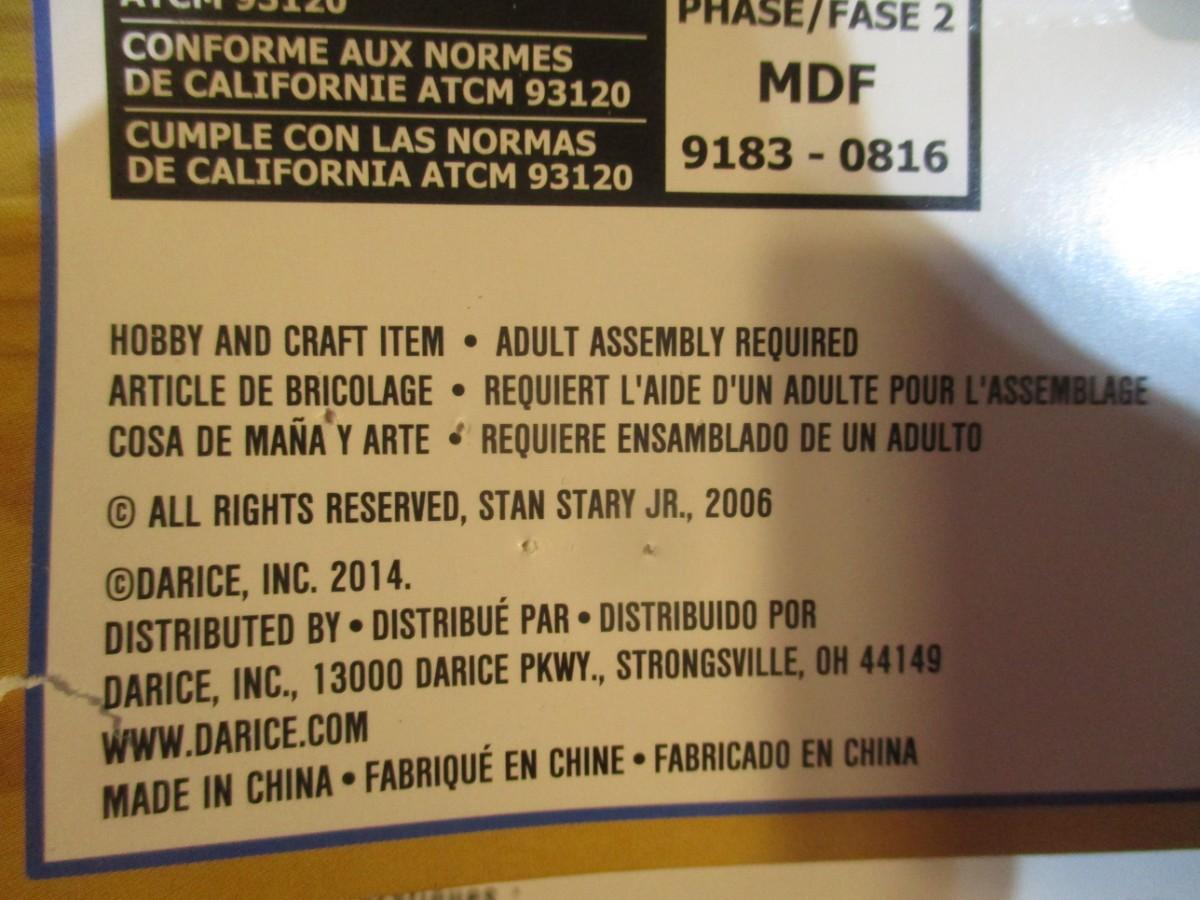 ATCM 93120
CONFORME AUX NORMES
DE CALIFORNIE ATCM 93120
CUMPLE CON LAS NORMAS
DE CALIFORNIA ATCM 93120
PHASE/FASE 2
MDF
9183 - 0816
HOBBY AND CRAFT ITEM • ADULT ASSEMBLY REQUIRED
ARTICLE DE BRICOLAGE • REQUIERT L'AIDE D'UN ADULTE POUR L'ASSEMBLAGE
COSA DE MAÑA Y ARTE • REQUIERE ENSAMBLADO DE UN ADULTO
© ALL RIGHTS RESERVED, STAN STARY JR., 2006
©DARICE, INC. 2014.
DISTRIBUTED BY • DISTRIBUÉ PAR • DISTRIBUIDO POR
DARICE, INC., 13000 DARICE PKWY., STRONGSVILLE, OH 44149
WWW.DARICE.COM
MADE IN CHINA • FABRIQUÉ EN CHINE • FABRICADO EN CHINA